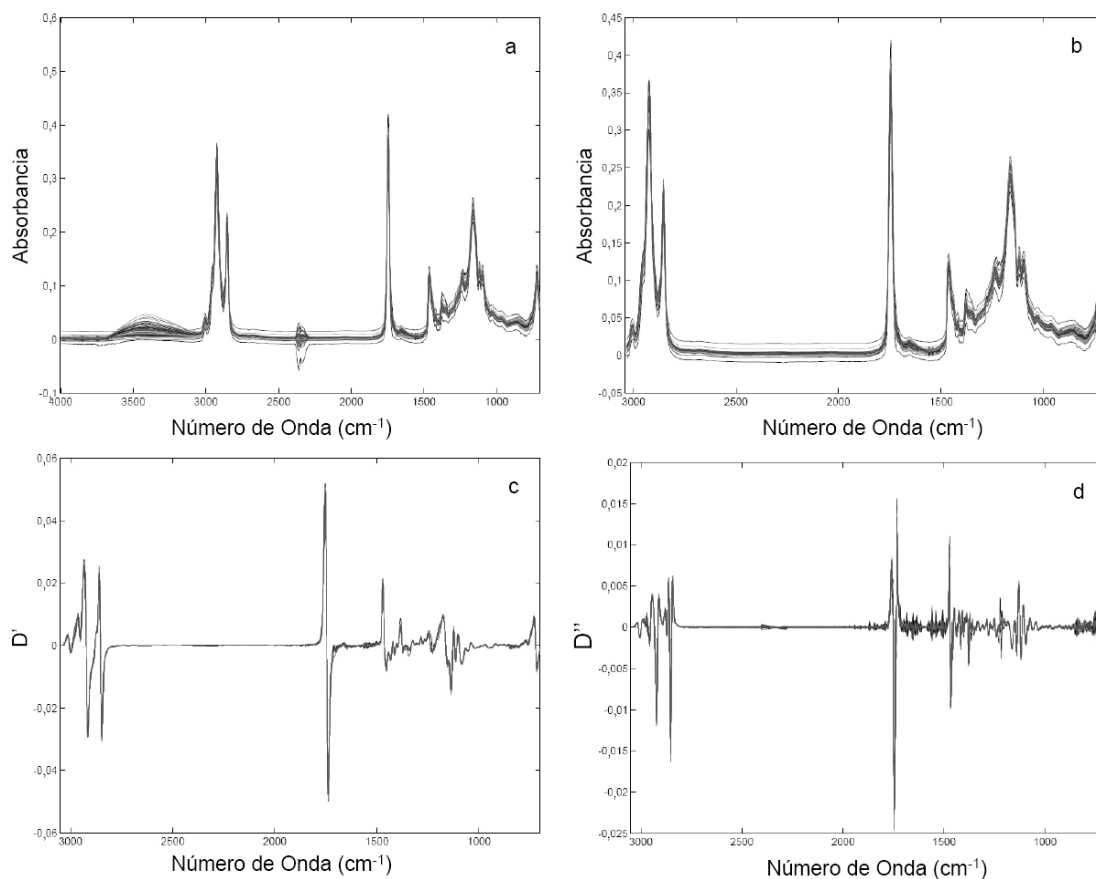 a
Absorbancia
0,6
0,5
0,4
0,3
0,2
0,1
0
-0,1
4000 3500 3000 2500 2000 1500 1000
Número de Onda (cm-1)
b
Absorbancia
0,45
0,4
0,35
0,3
0,25
0,2
0,15
0,1
0,05
0
-0,05
3000 2500 2000 1500 1000
Número de Onda (cm-1)
c
D'
0,06
0,04
0,02
0
-0,02
-0,04
-0,06
3000 2500 2000 1500 1000
Número de Onda (cm-1)
d
D''
0,02
0,015
0,01
0,005
0
-0,005
-0,01
-0,015
-0,02
-0,025
3000 2500 2000 1500 1000
Número de Onda (cm-1)